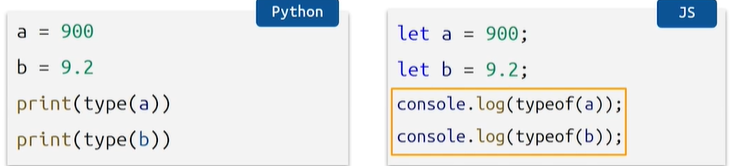 Python
a = 900
b = 9.2
print(type(a))
print(type(b))
JS
let a = 900;
let b = 9.2;
console.log(typeof(a));
console.log(typeof(b));